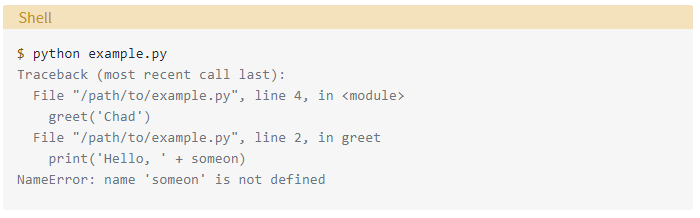 Shell
$ python example.py
Traceback (most recent call last):
  File "/path/to/example.py", line 4, in <module>
    greet('Chad')
  File "/path/to/example.py", line 2, in greet
    print('Hello, ' + someon)
NameError: name 'someon' is not defined